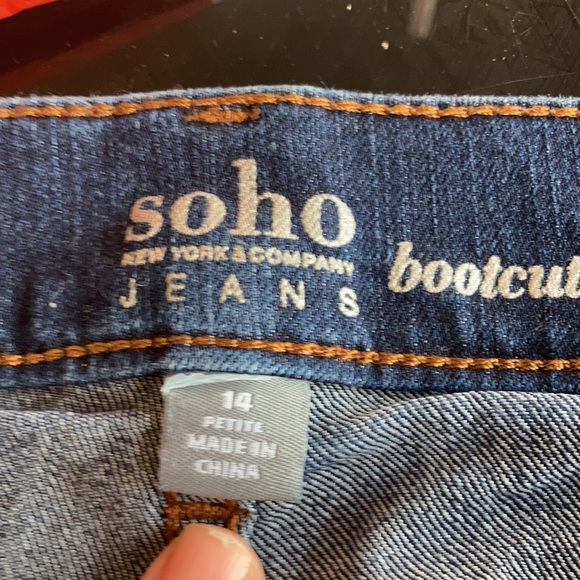 soho
NEW YORK & COMPANY
JEANS
bootcut
14
PETITE
MADE IN
CHINA